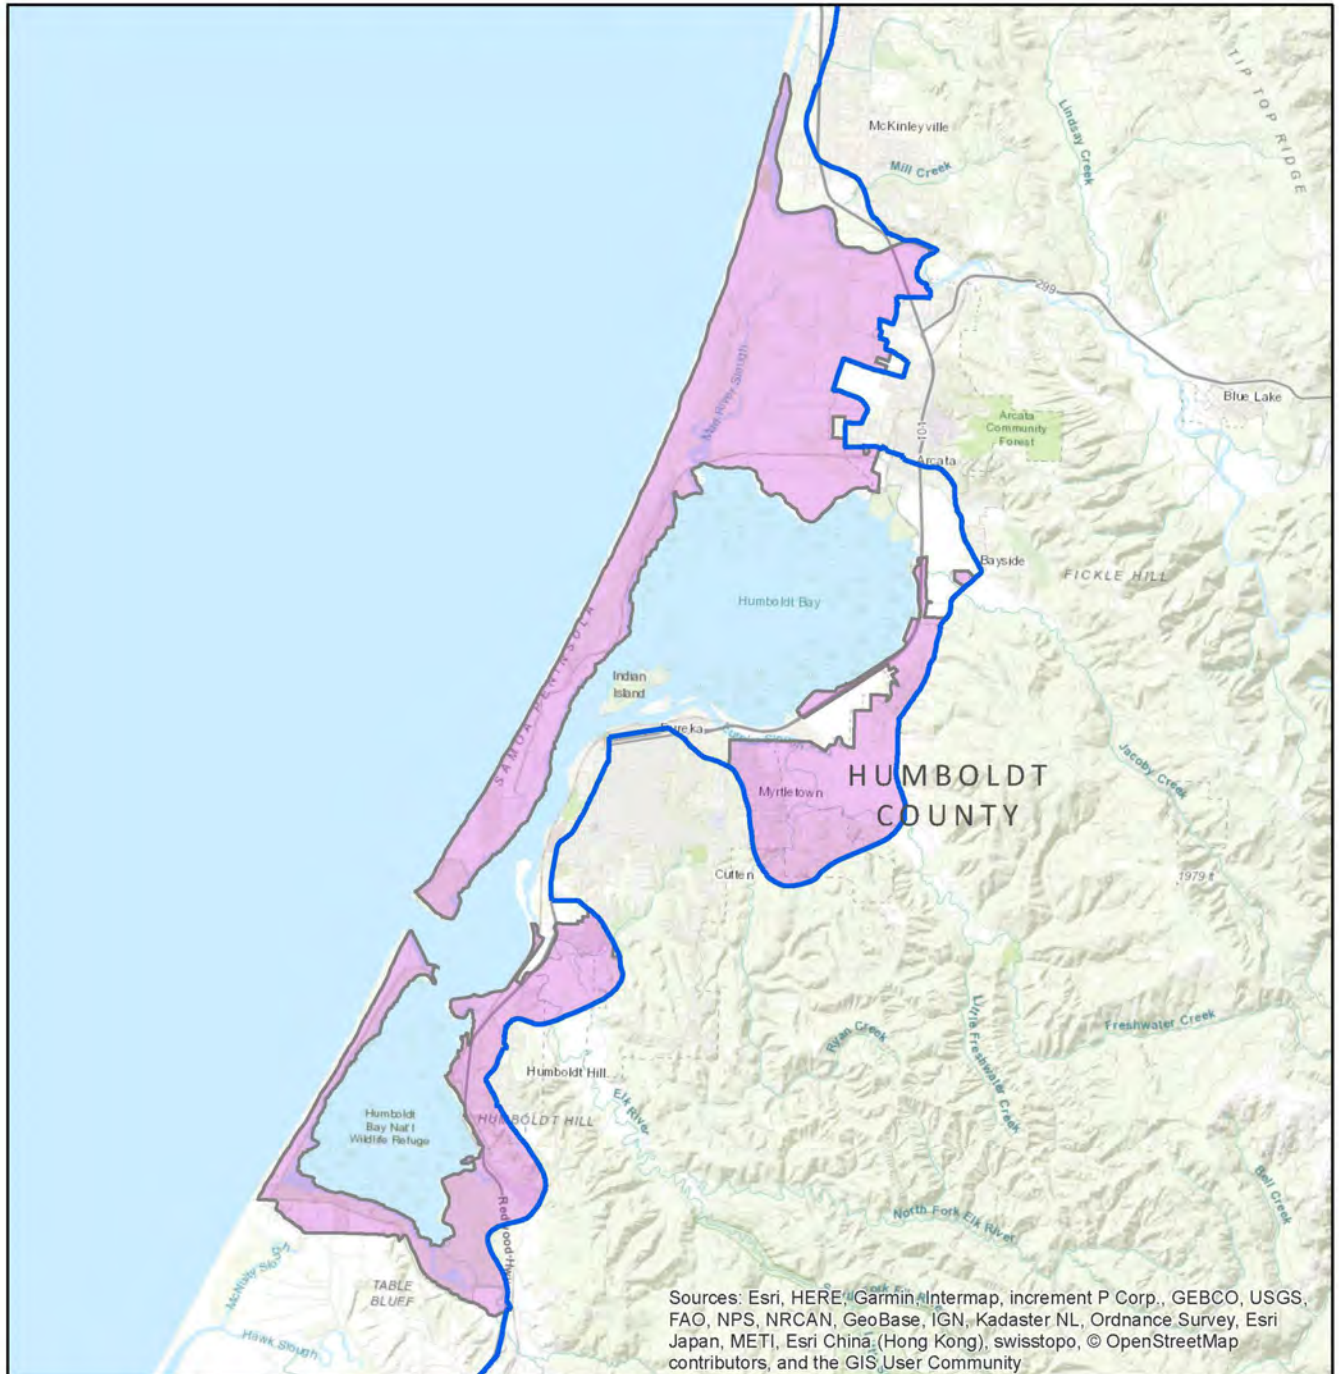 TIP TOP RIDGE
McKinleyville
Lindsay Creek
Mill Creek
299
Mad River Slough
Blue Lake
Arcata
Community
Forest
101
Arcata
Bayside
FICKLE HILL
Humboldt Bay
SAMOA PENINSULA
Indian
Island
Eureka
Jacoby Creek
HUMBOLDT
COUNTY
Myrtletown
Cutten
1979 ft
Little Freshwater Creek
Freshwater Creek
Ryan Creek
Humboldt Hill
Elk River
HUMBOLDT HILL
Humboldt
Bay Nat'l
Wildlife Refuge
Bell Creek
Redwood Hwy
North Fork Elk River
McNulty Slough
TABLE
BLUFF
Hawk Slough
Sources: Esri, HERE, Garmin, Intermap, increment P Corp., GEBCO, USGS,
FAO, NPS, NRCAN, GeoBase, IGN, Kadaster NL, Ordnance Survey, Esri
Japan, METI, Esri China (Hong Kong), swisstopo, © OpenStreetMap
contributors, and the GIS User Community